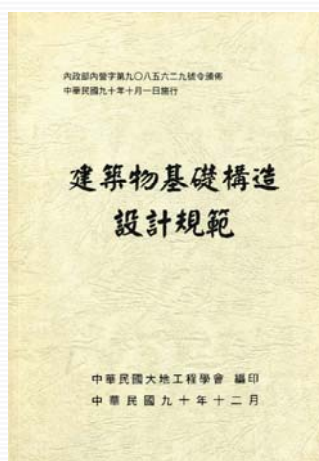 內政部內營字第九〇八五六二九號令頒佈
中華民國九十年十月一日施行
建築物基礎構造
設計規範
中華民國大地工程學會 編印
中華民國九十年十二月